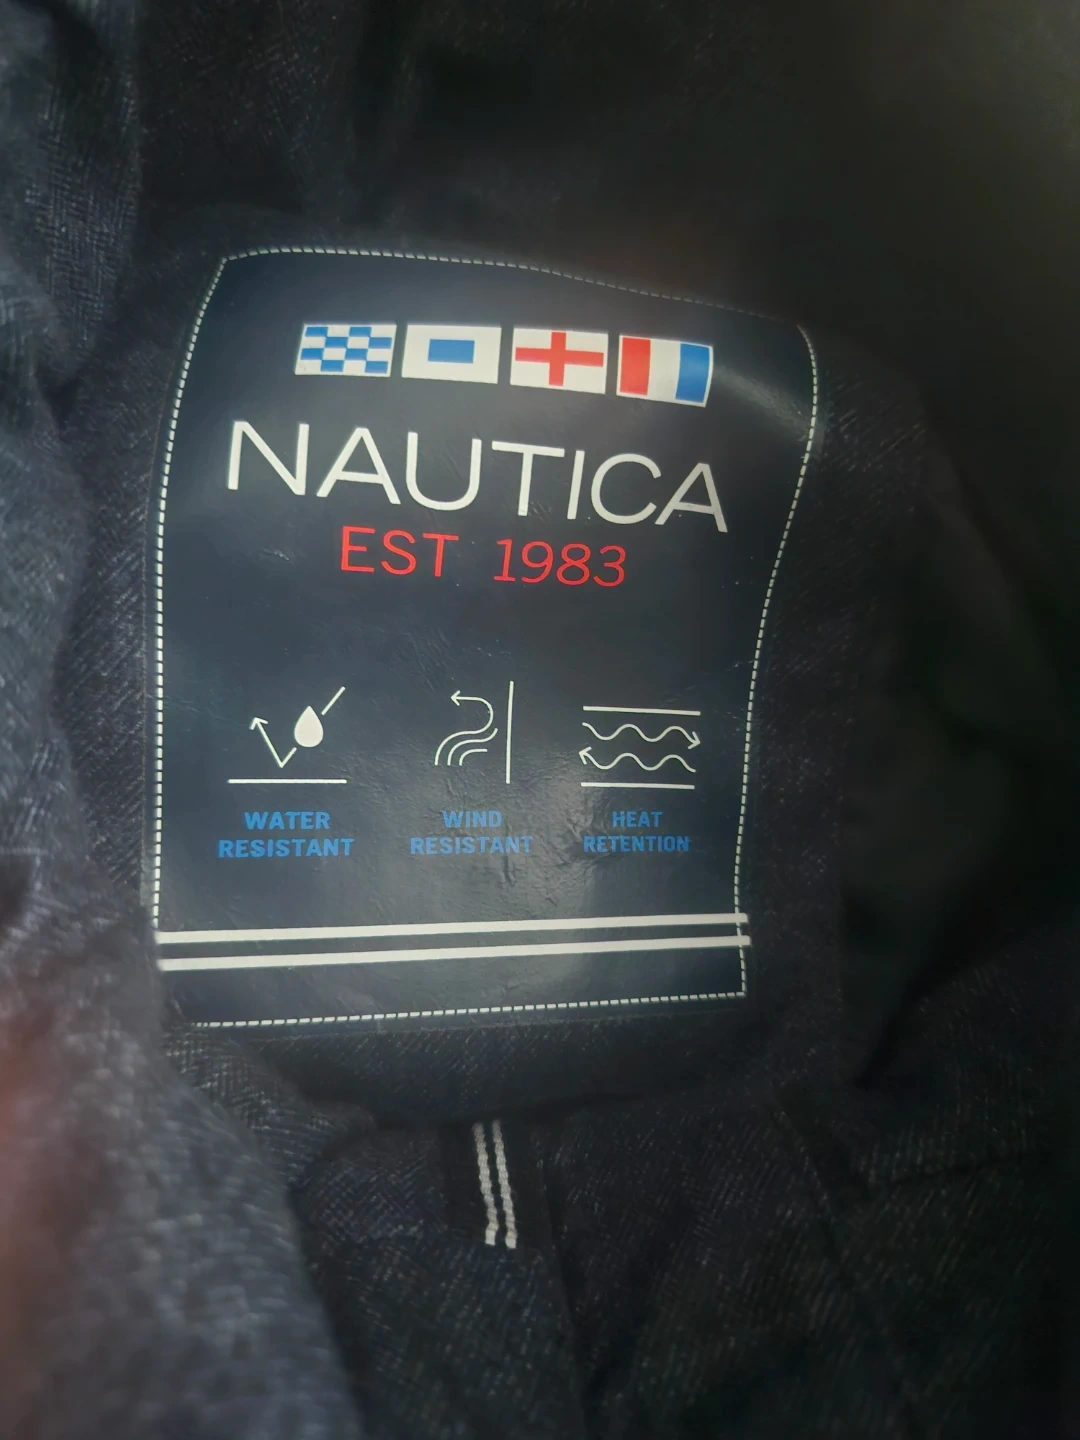 NAUTICA
EST 1983
WATER
RESISTANT
WIND
RESISTANT
HEAT
RETENTION